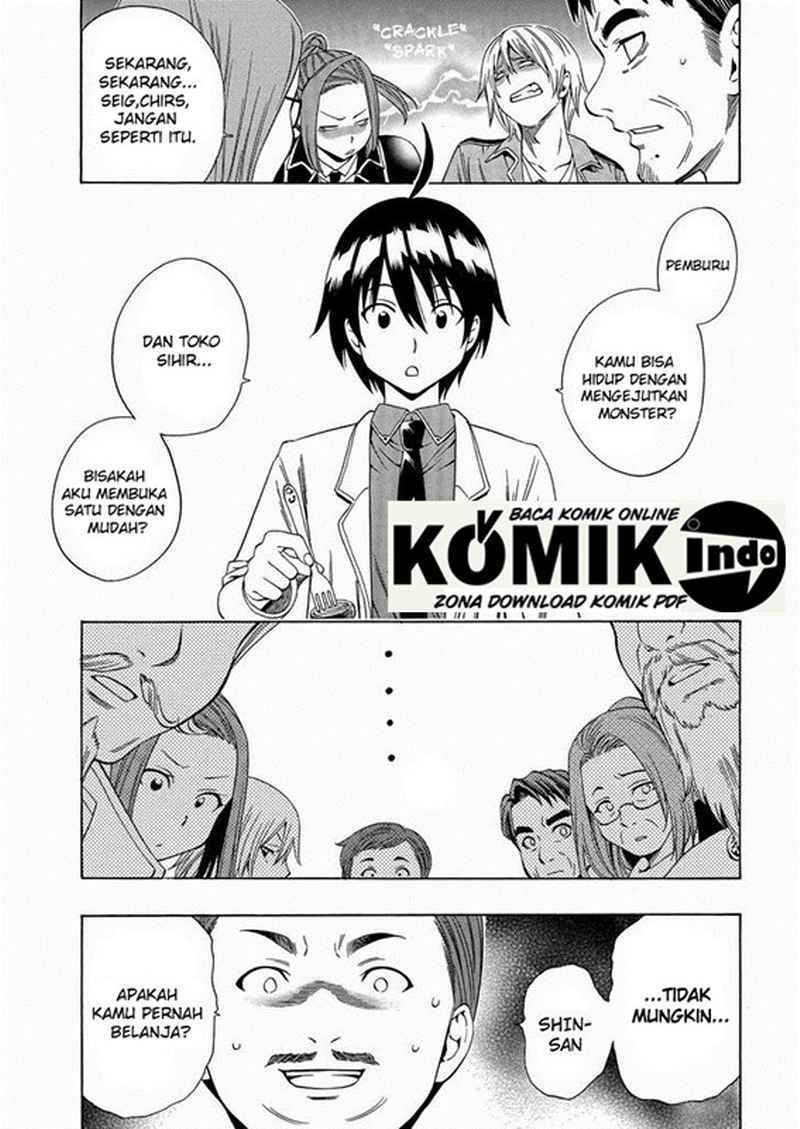 *CRACKLE*
*SPARK*
SEKARANG,
SEKARANG...
SEIG,CHIRS,
JANGAN
SEPERTI ITU.
PEMBURU
KAMU BISA
HIDUP DENGAN
MENGEJUTKAN
MONSTER?
DAN TOKO
SIHIR...
BISAKAH
AKU MEMBUKA
SATU DENGAN
MUDAH?
BACA KOMIK ONLINE
KOMIK indo
ZONA DOWNLOAD KOMIK PDF
...TIDAK
MUNGKIN...
SHIN-
SAN
APAKAH
KAMU PERNAH
BELANJA?